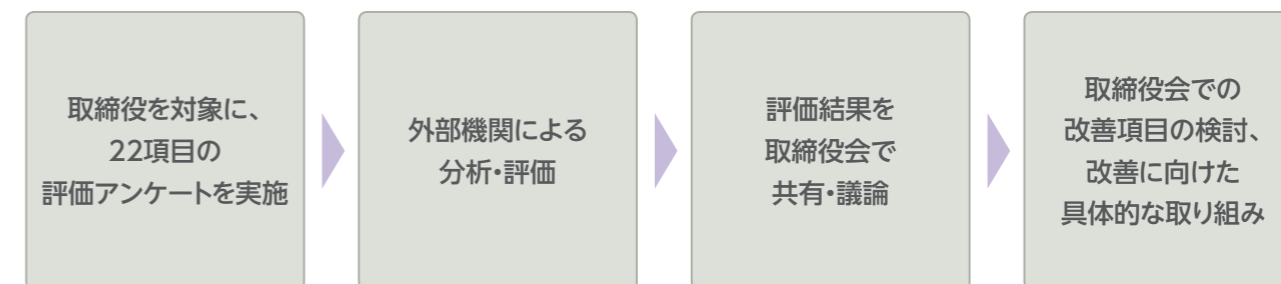 取締役を対象に、
22項目の
評価アンケートを実施
外部機関による
分析・評価
評価結果を
取締役会で
共有・議論
取締役会での
改善項目の検討、
改善に向けた
具体的な取り組み